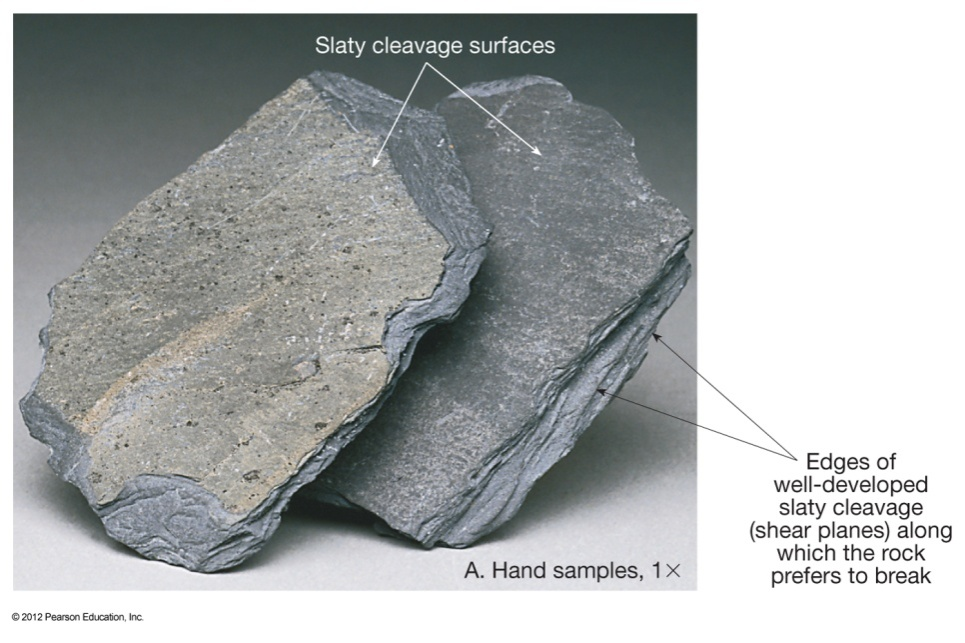 Slaty cleavage surfaces
Edges of
well-developed
slaty cleavage
(shear planes) along
which the rock
prefers to break
A. Hand samples, 1×
© 2012 Pearson Education, Inc.